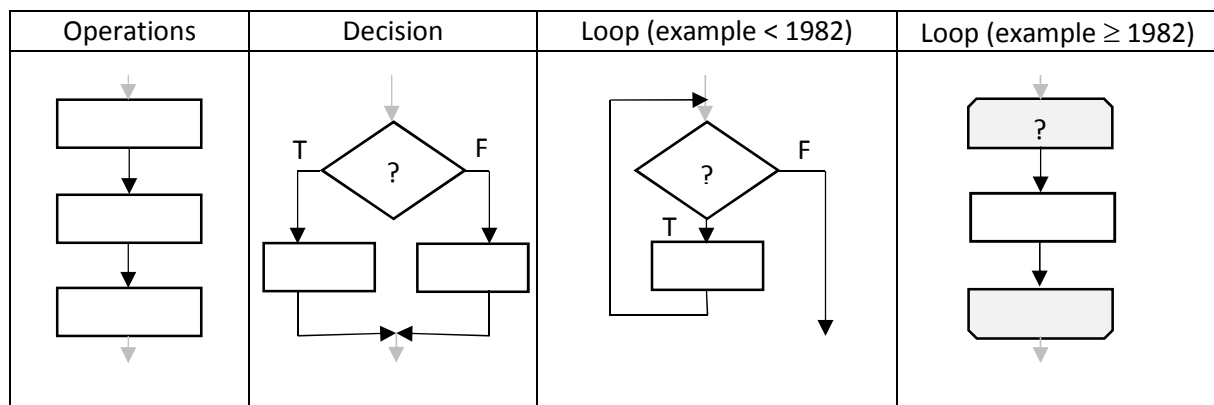 Operations
Decision
Loop (example < 1982)
Loop (example ≥ 1982)
T
?
F
?
F
T
?